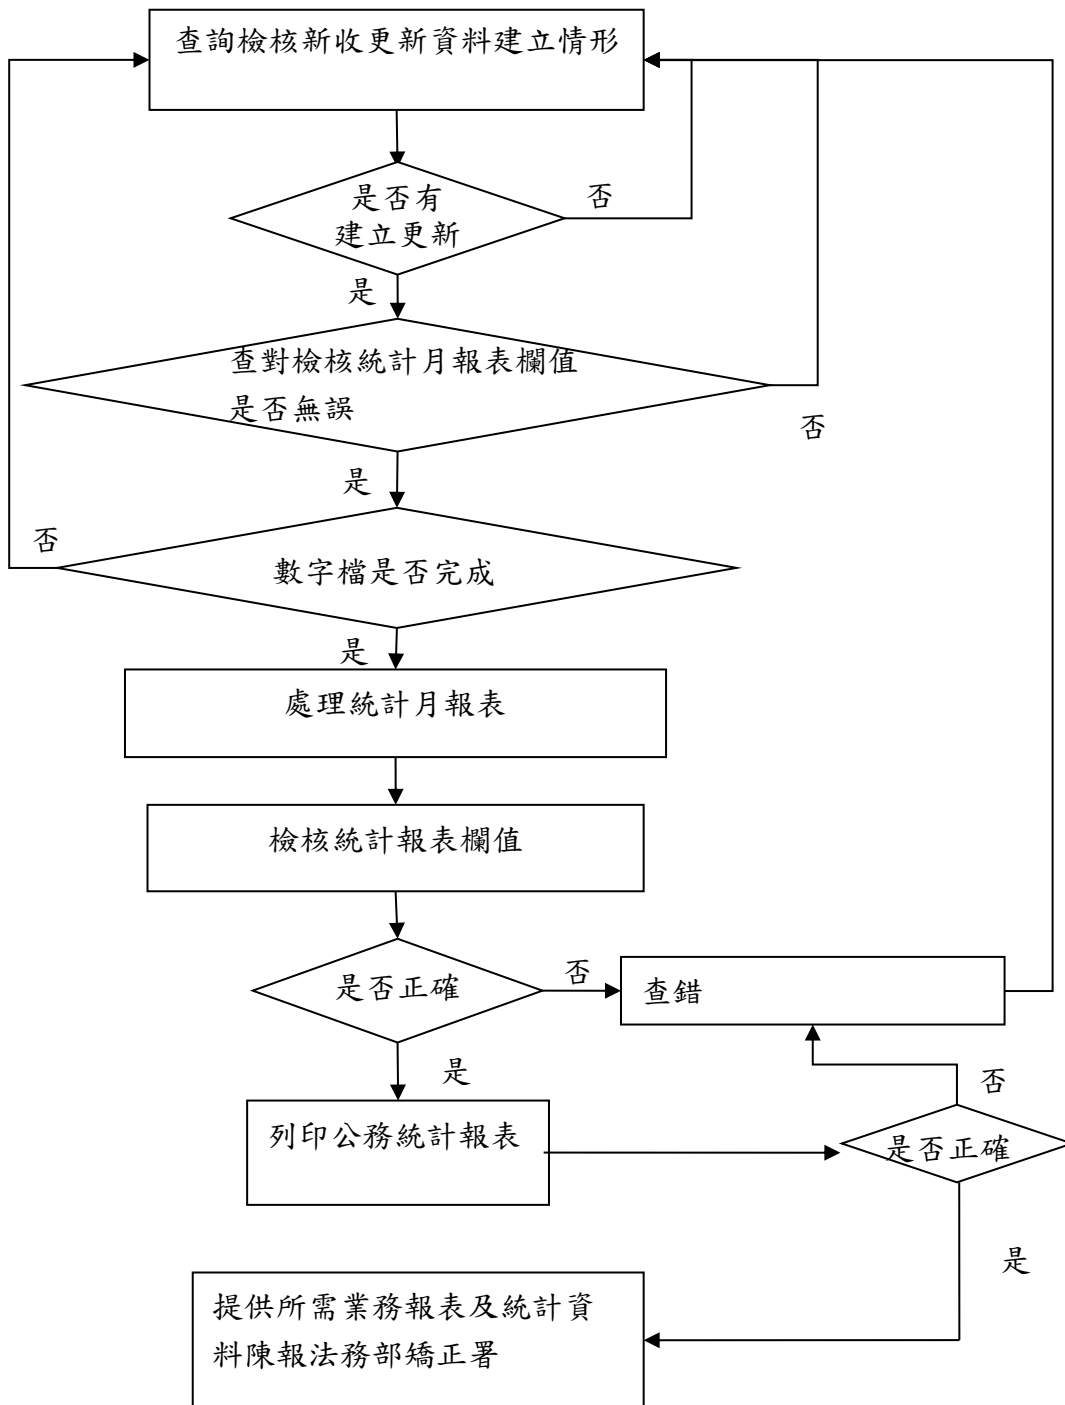 查詢檢核新收更新資料建立情形
是否有
建立更新
否
是
查對檢核統計月報表欄值
是否無誤
否
是
否
數字檔是否完成
是
處理統計月報表
檢核統計報表欄值
是否正確
否
查錯
是
列印公務統計報表
否
是否正確
是
提供所需業務報表及統計資
料陳報法務部矯正署